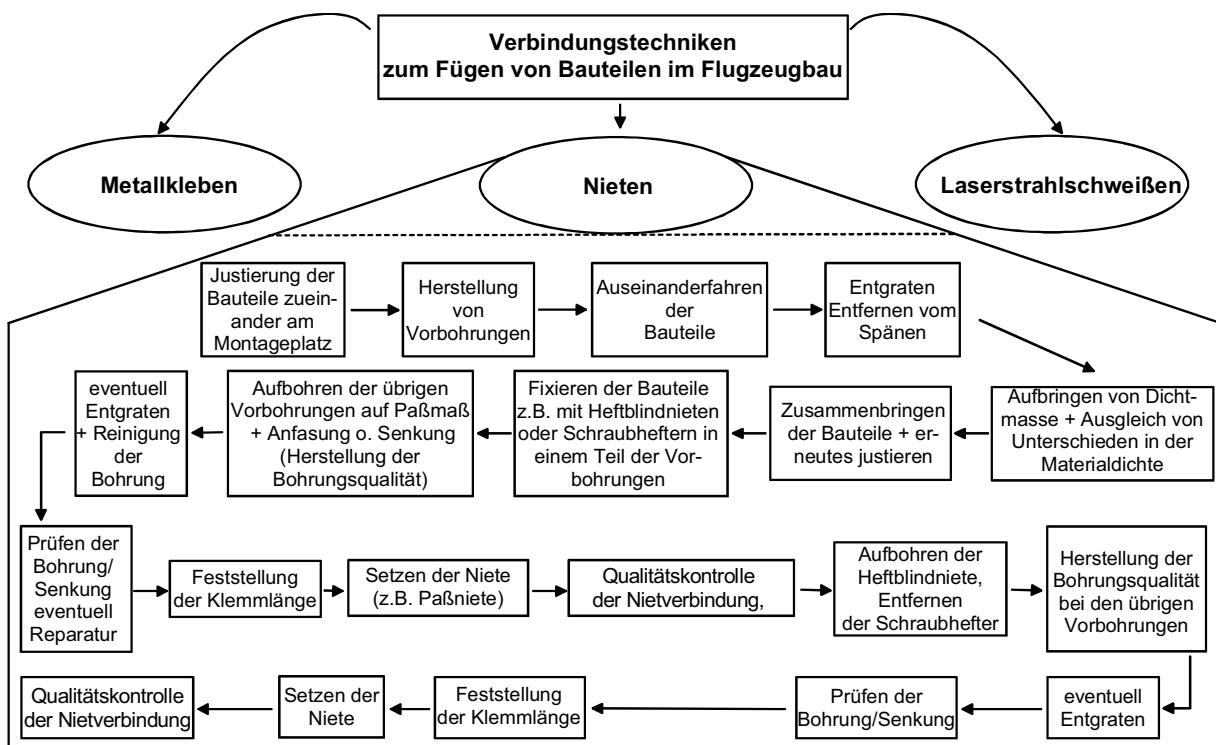 Verbindungstechniken
zum Fügen von Bauteilen im Flugzeugbau
Metallkleben
Nieten
Laserstrahlschweißen
Justierung der
Bauteile zuein-
ander am
Montageplatz
Herstellung
von
Vorbohrungen
Auseinanderfahren
der
Bauteile
Entgraten
Entfernen vom
Spänen
Aufbringen von Dicht-
masse + Ausgleich von
Unterschieden in der
Materialdichte
Zusammenbringen
der Bauteile + er-
neutes justieren
Fixieren der Bauteile
z.B. mit Heftblindnieten
oder Schraubheftern in
einem Teil der Vor-
bohrungen
Aufbohren der übrigen
Vorbohrungen auf Paßmaß
+ Anfasung o. Senkung
(Herstellung der
Bohrungsqualität)
eventuell
Entgraten
+ Reinigung
der
Bohrung
Prüfen der
Bohrung/
Senkung
eventuell
Reparatur
Feststellung
der Klemmlänge
Setzen der Niete
(z.B. Paßniete)
Qualitätskontrolle
der Nietverbindung,
Aufbohren der
Heftblindniete,
Entfernen
der Schraubhefter
Herstellung der
Bohrungsqualität
bei den übrigen
Vorbohrungen
eventuell
Entgraten
Prüfen der
Bohrung/Senkung
Feststellung
der Klemmlänge
Setzen der
Niete
Qualitätskontrolle
der Nietverbindung